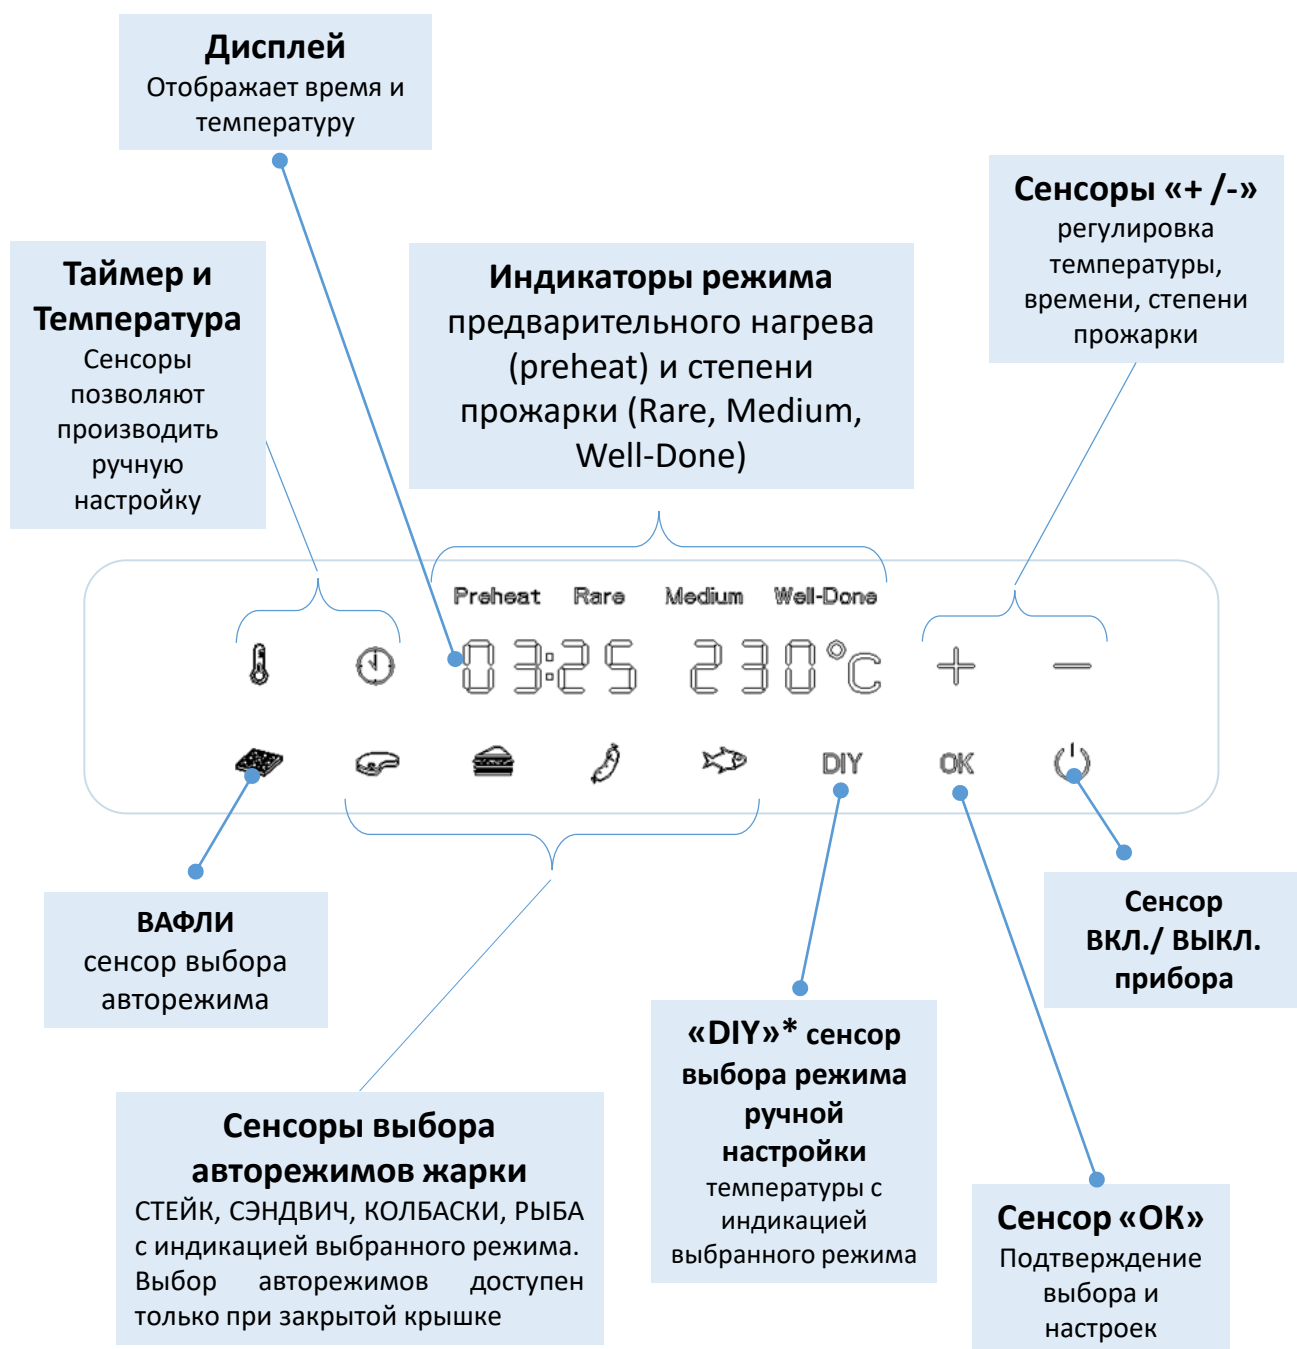 Дисплей
Отображает время и
температуру
Сенсоры «+ /-»
регулировка
температуры,
времени, степени
прожарки
Таймер и
Температура
Сенсоры
позволяют
производить
ручную
настройку
Индикаторы режима
предварительного нагрева
(preheat) и степени
прожарки (Rare, Medium,
Well-Done)
Preheat Rare Medium Well-Done
03:25 230°C + —
DIY OK
ВАФЛИ
сенсор выбора
авторежима
Сенсор
ВКЛ./ ВЫКЛ.
прибора
«DIY»* сенсор
выбора режима
ручной
настройки
температуры с
индикацией
выбранного режима
Сенсоры выбора
авторежимов жарки
СТЕЙК, СЭНДВИЧ, КОЛБАСКИ, РЫБА
с индикацией выбранного режима.
Выбор авторежимов доступен
только при закрытой крышке
Сенсор «ОК»
Подтверждение
выбора и
настроек